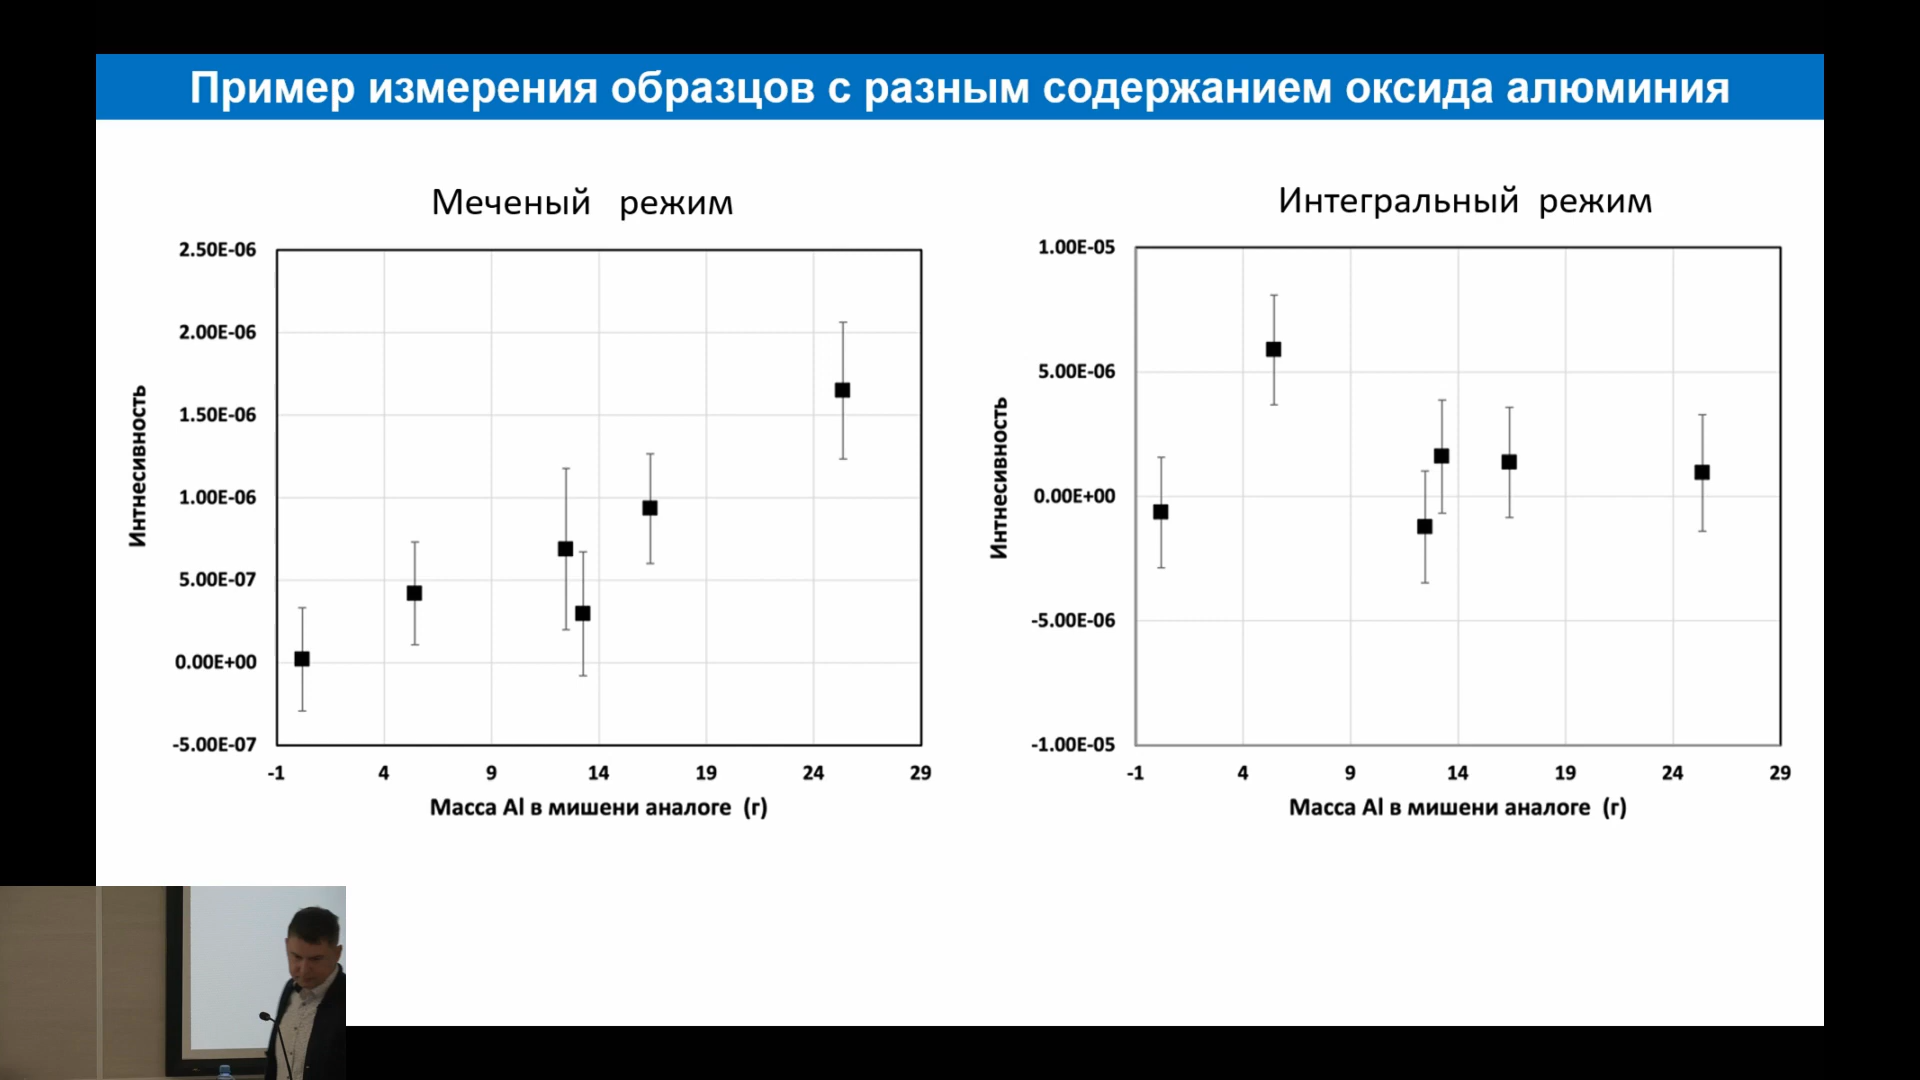 Пример измерения образцов с разным содержанием оксида алюминия
Меченый режим
2.50E-06
2.00E-06
1.50E-06
1.00E-06
5.00E-07
0.00E+00
-5.00E-07
Интнесивность
-1 4 9 14 19 24 29
Масса Al в мишени аналоге (г)
Интегральный режим
1.00E-05
5.00E-06
0.00E+00
-5.00E-06
-1.00E-05
Интнесивность
-1 4 9 14 19 24 29
Масса Al в мишени аналоге (г)